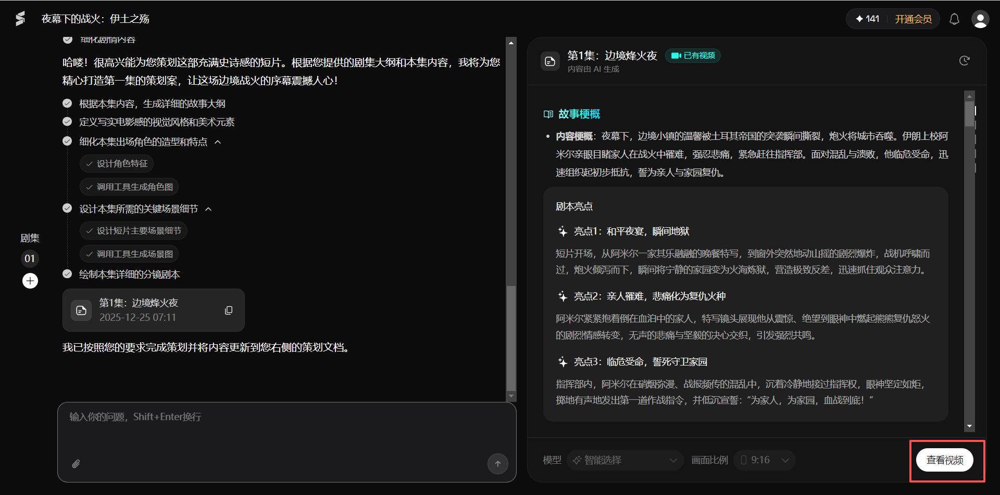 夜幕下的战火：伊土之殇
141
开通会员
细化剧情内容
哈喽！很高兴能为您策划这部充满史诗感的短片。根据您提供的剧集大纲和本集内容，我将为您
精心打造第一集的策划案，让这场边境战火的序幕震撼人心！
根据本集内容，生成详细的故事大纲
定义写实电影感的视觉风格和美术元素
细化本集出场角色的造型和特点
设计角色特征
调用工具生成角色图
设计本集所需的关键场景细节
设计短片主要场景细节
调用工具生成场景图
绘制本集详细的分镜剧本
剧集
01
第1集：边境烽火夜
2025-12-25 07:11
我已按照您的要求完成策划并将内容更新到您右侧的策划文档。
输入你的问题，Shift+Enter换行
第1集：边境烽火夜
已有视频
内容由 AI 生成
故事梗概
• 内容梗概：夜幕下，边境小镇的温馨被土耳其帝国的突袭瞬间撕裂，炮火将城市吞噬。伊朗上校阿
米尔亲眼目睹家人在战火中罹难，强忍悲痛，紧急赶往指挥部。面对混乱与溃败，他临危受命，迅
速组织起初步抵抗，誓为亲人与家园复仇。
剧本亮点
亮点1：和平夜宴，瞬间地狱
短片开场，从阿米尔一家其乐融融的晚餐特写，到窗外突然地动山摇的剧烈爆炸，战机呼啸而
过，炮火倾泻而下，瞬间将宁静的家园变为火海炼狱，营造极致反差，迅速抓住观众注意力。
亮点2：亲人罹难，悲痛化为复仇火种
阿米尔紧紧抱着倒在血泊中的家人，特写镜头展现他从震惊、绝望到眼神中燃起熊熊复仇怒火
的剧烈情感转变，无声的悲痛与坚毅的决心交织，引发强烈共鸣。
亮点3：临危受命，誓死守卫家园
指挥部内，阿米尔在硝烟弥漫、战报频传的混乱中，沉着冷静地接过指挥权，眼神坚定如炬，
掷地有声地发出第一道作战指令，并低沉宣誓：“为家人，为家园，血战到底！”
模型
智能选择
画面比例
9:16
查看视频